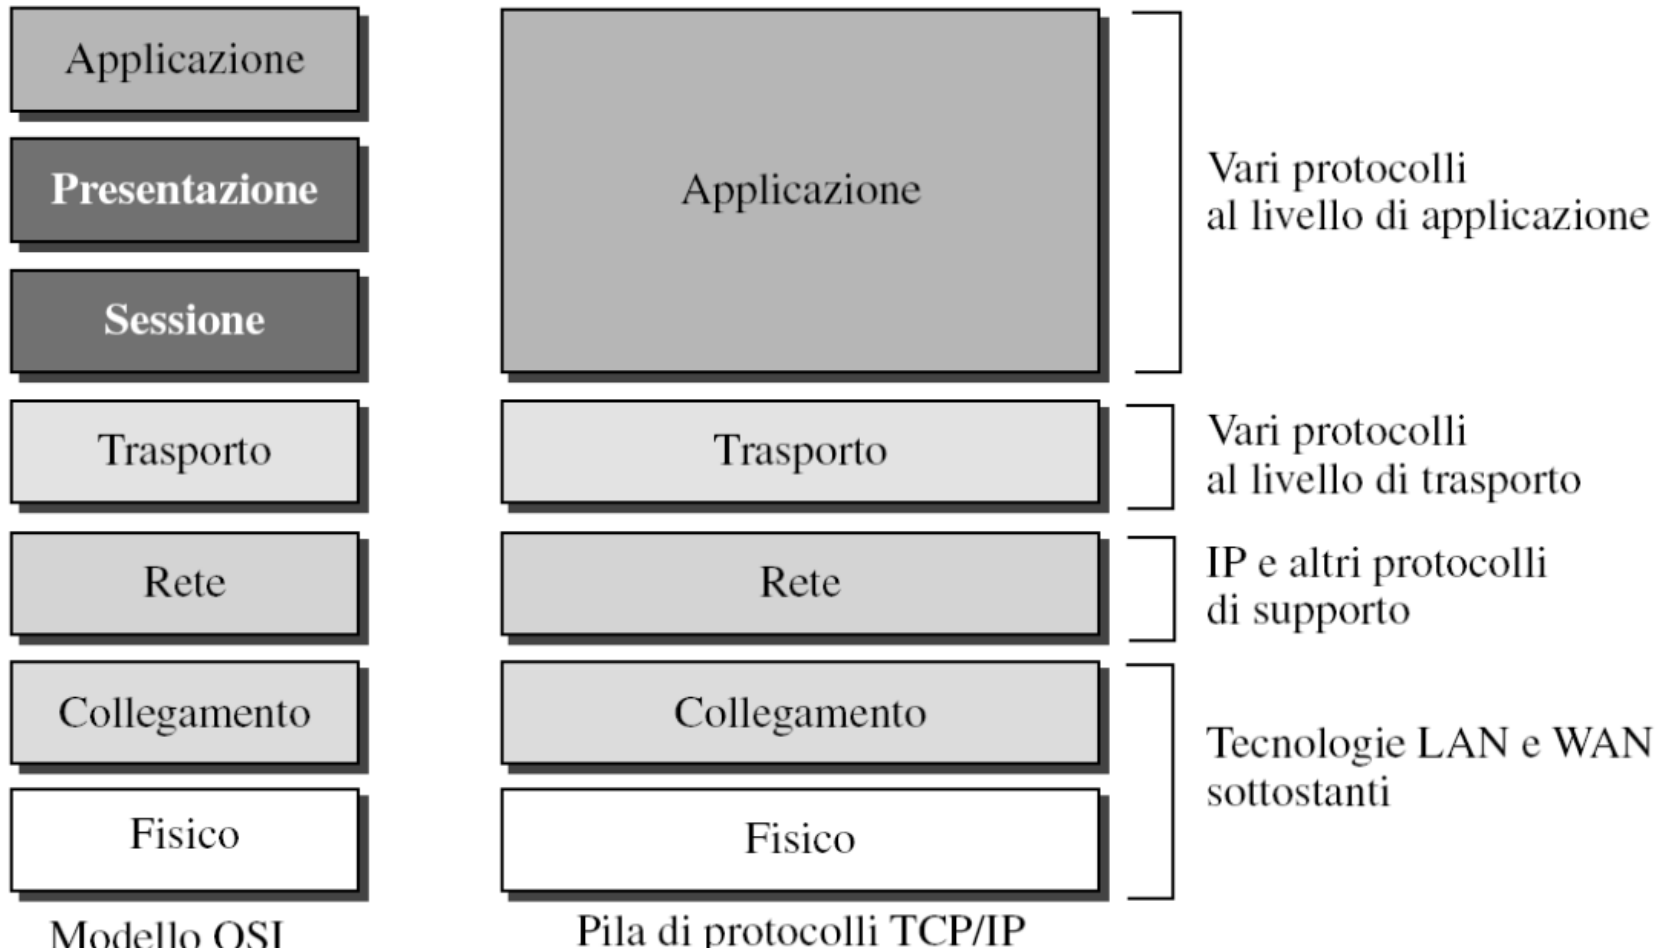 Applicazione
Presentazione
Sessione
Trasporto
Rete
Collegamento
Fisico
Modello OSI
Applicazione
Trasporto
Rete
Collegamento
Fisico
Pila di protocolli TCP/IP
Vari protocolli
al livello di applicazione
Vari protocolli
al livello di trasporto
IP e altri protocolli
di supporto
Tecnologie LAN e WAN
sottostanti